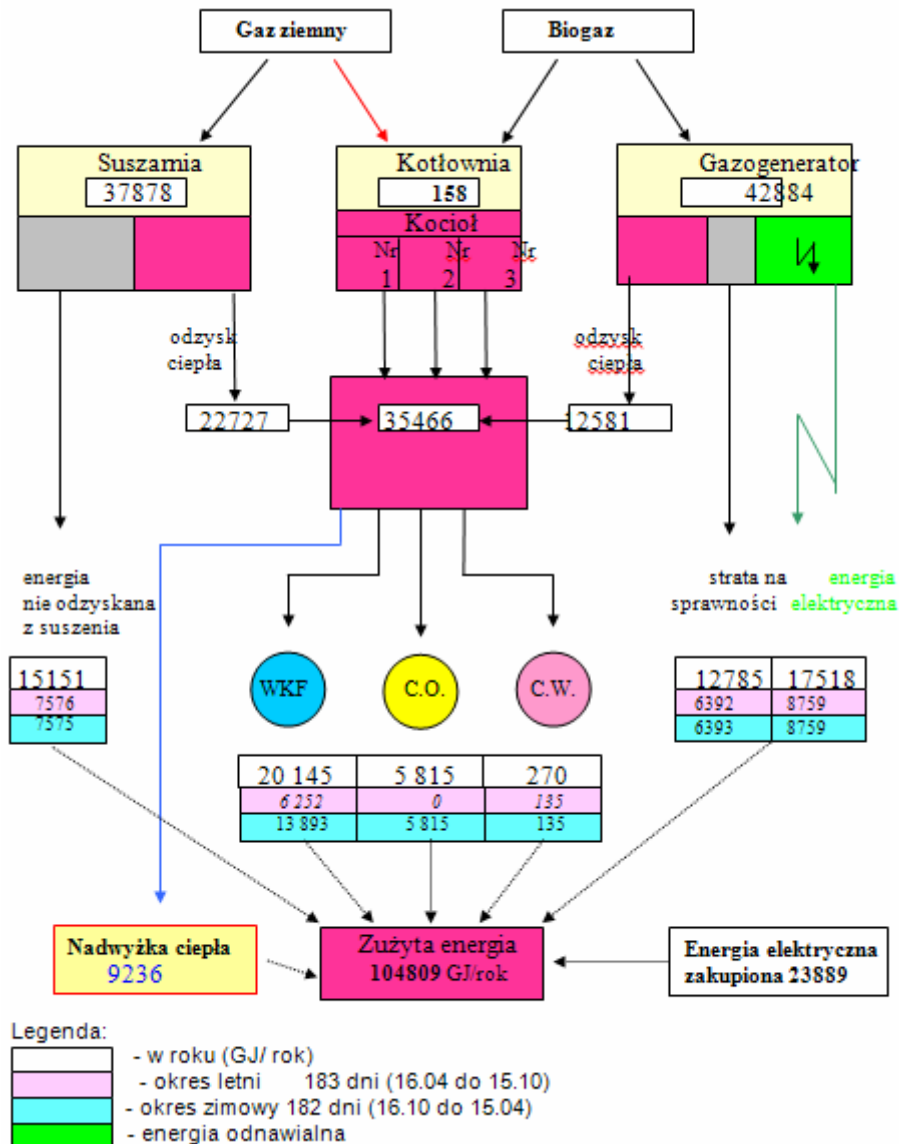 Gaz ziemny
Biogaz
Suszarnia
37878
Kotłownia
158
Gazogenerator
42884
Kocioł
Nr
1
Nr
2
Nr
3
odzysk
ciepła
odzysk
ciepła
22727
35466
12581
energia
nie odzyskana
z suszenia
strata na
sprawności
energia
elektryczna
15151
7576
7575
WKF
C.O.
C.W.
12785 17518
6392 8759
6393 8759
20 145 5 815 270
6 252 0 135
13 893 5 815 135
Nadwyżka ciepła
9236
Zużyta energia
104809 GJ/rok
Energia elektryczna
zakupiona 23889
Legenda:
- w roku (GJ/ rok)
- okres letni 183 dni (16.04 do 15.10)
- okres zimowy 182 dni (16.10 do 15.04)
- energia odnawialna